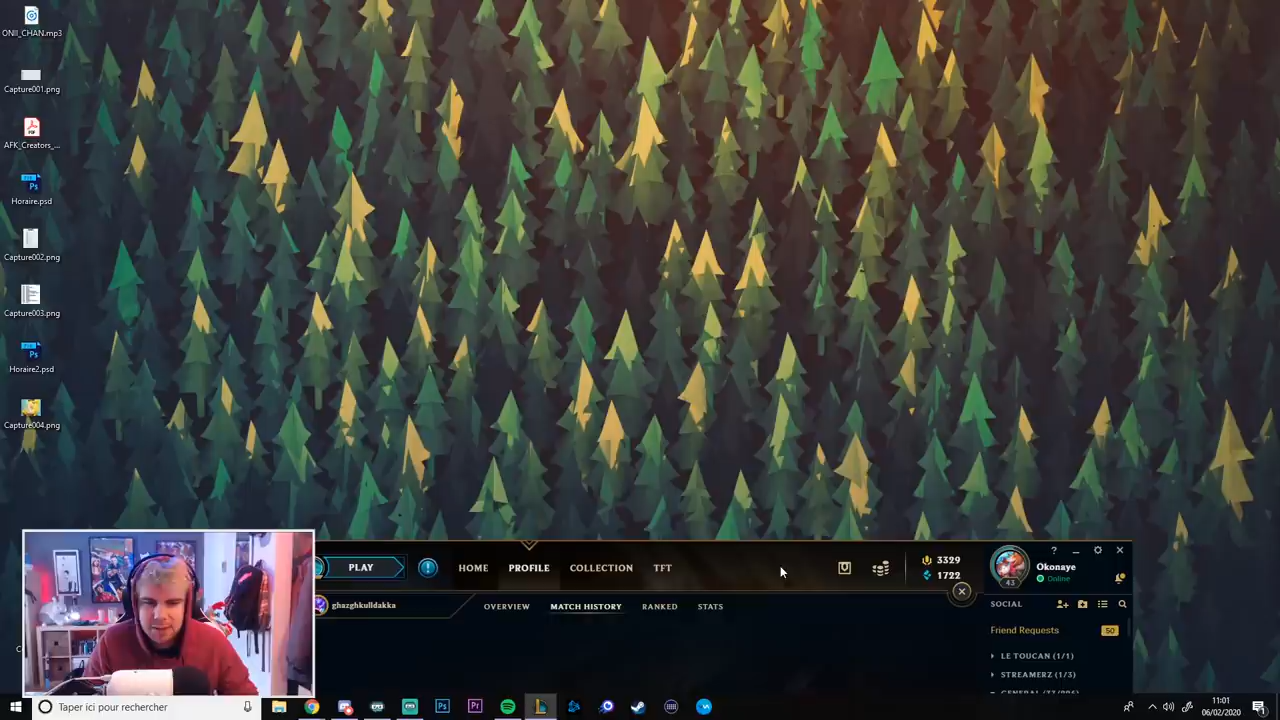 ONII_CHAN.mp3
Capture001.png
AFK_Creators_...
Horaire.psd
Capture002.png
Capture003.png
Horaire2.psd
Capture004.png
PLAY
HOME
PROFILE
COLLECTION
TFT
3329
1722
43
Okonaye
Online
ghazghkulldakka
OVERVIEW
MATCH HISTORY
RANKED
STATS
SOCIAL
Friend Requests
50
LE TOUCAN (1/1)
STREAMERZ (1/3)
Taper ici pour rechercher
11:01
06/02/2020